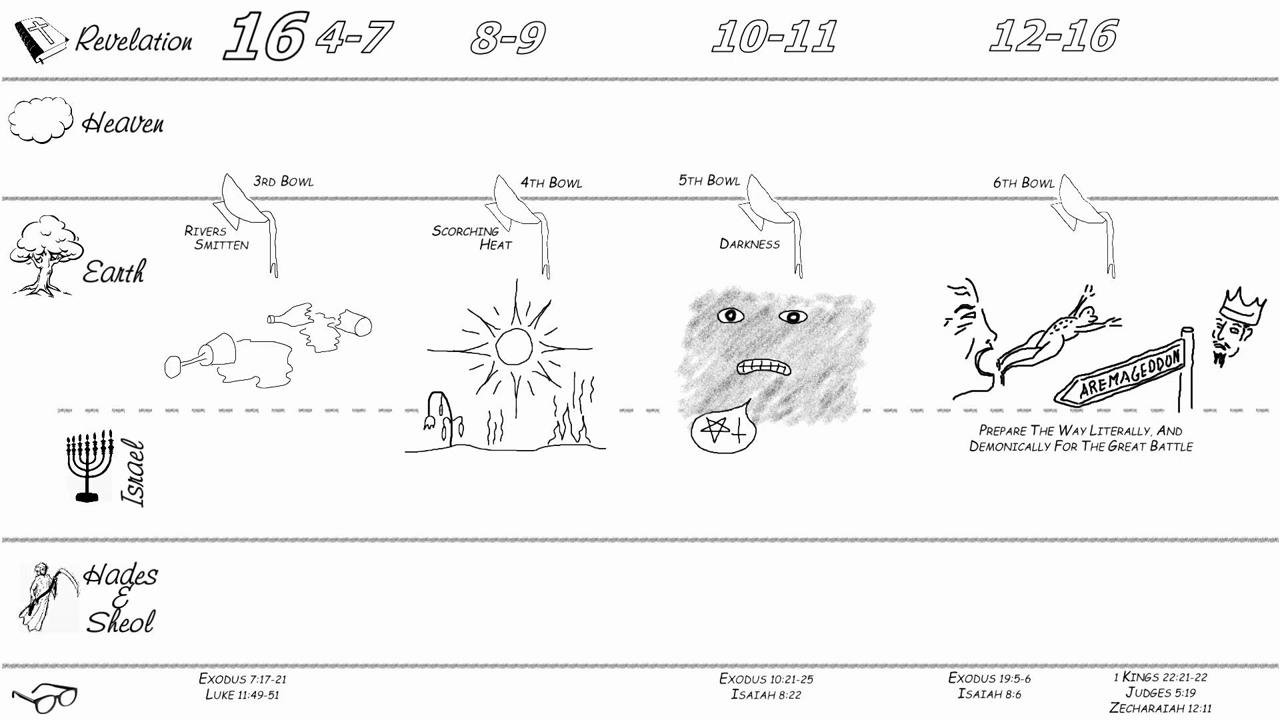 Revelation 16 4-7 8-9 10-11 12-16
Heaven
3RD BOWL
4TH BOWL
5TH BOWL
6TH BOWL
RIVERS
SMITTEN
SCORCHING
HEAT
DARKNESS
Earth
AREMAGEDDON
PREPARE THE WAY LITERALLY, AND
DEMONICALLY FOR THE GREAT BATTLE
Israel
Hades
&
Sheol
EXODUS 7:17-21
LUKE 11:49-51
EXODUS 10:21-25
ISAIAH 8:22
EXODUS 19:5-6
ISAIAH 8:6
1 KINGS 22:21-22
JUDGES 5:19
ZECHARAIAH 12:11